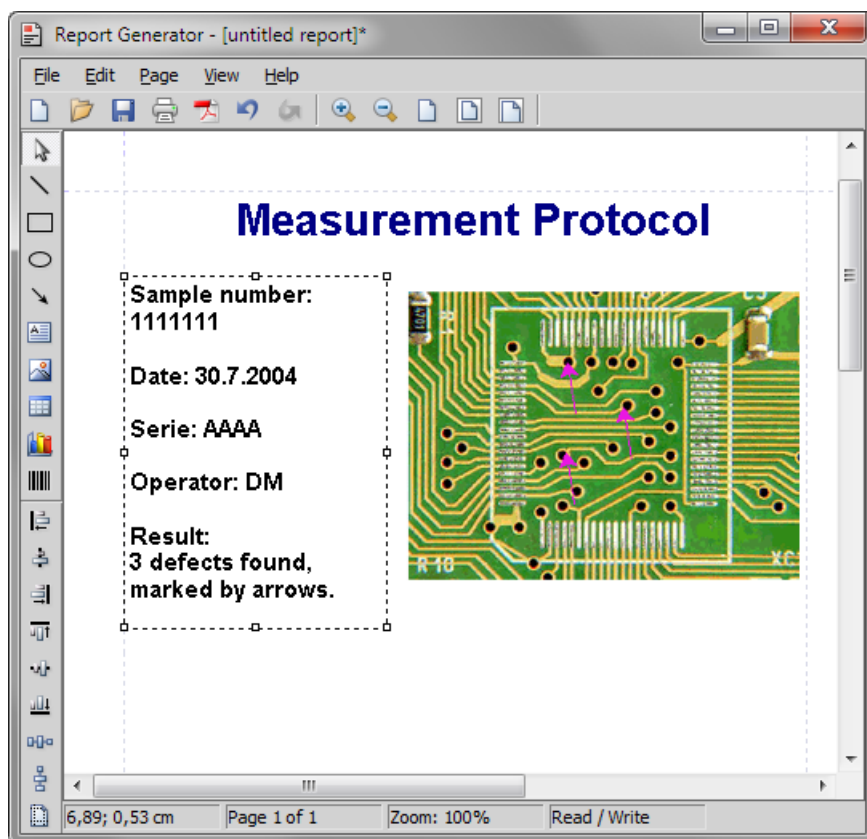 Report Generator - [untitled report]*
File Edit Page View Help
Measurement Protocol
Sample number:
1111111
Date: 30.7.2004
Serie: AAAA
Operator: DM
Result:
3 defects found,
marked by arrows.
4701
R 10
XC
6,89; 0,53 cm Page 1 of 1 Zoom: 100% Read / Write